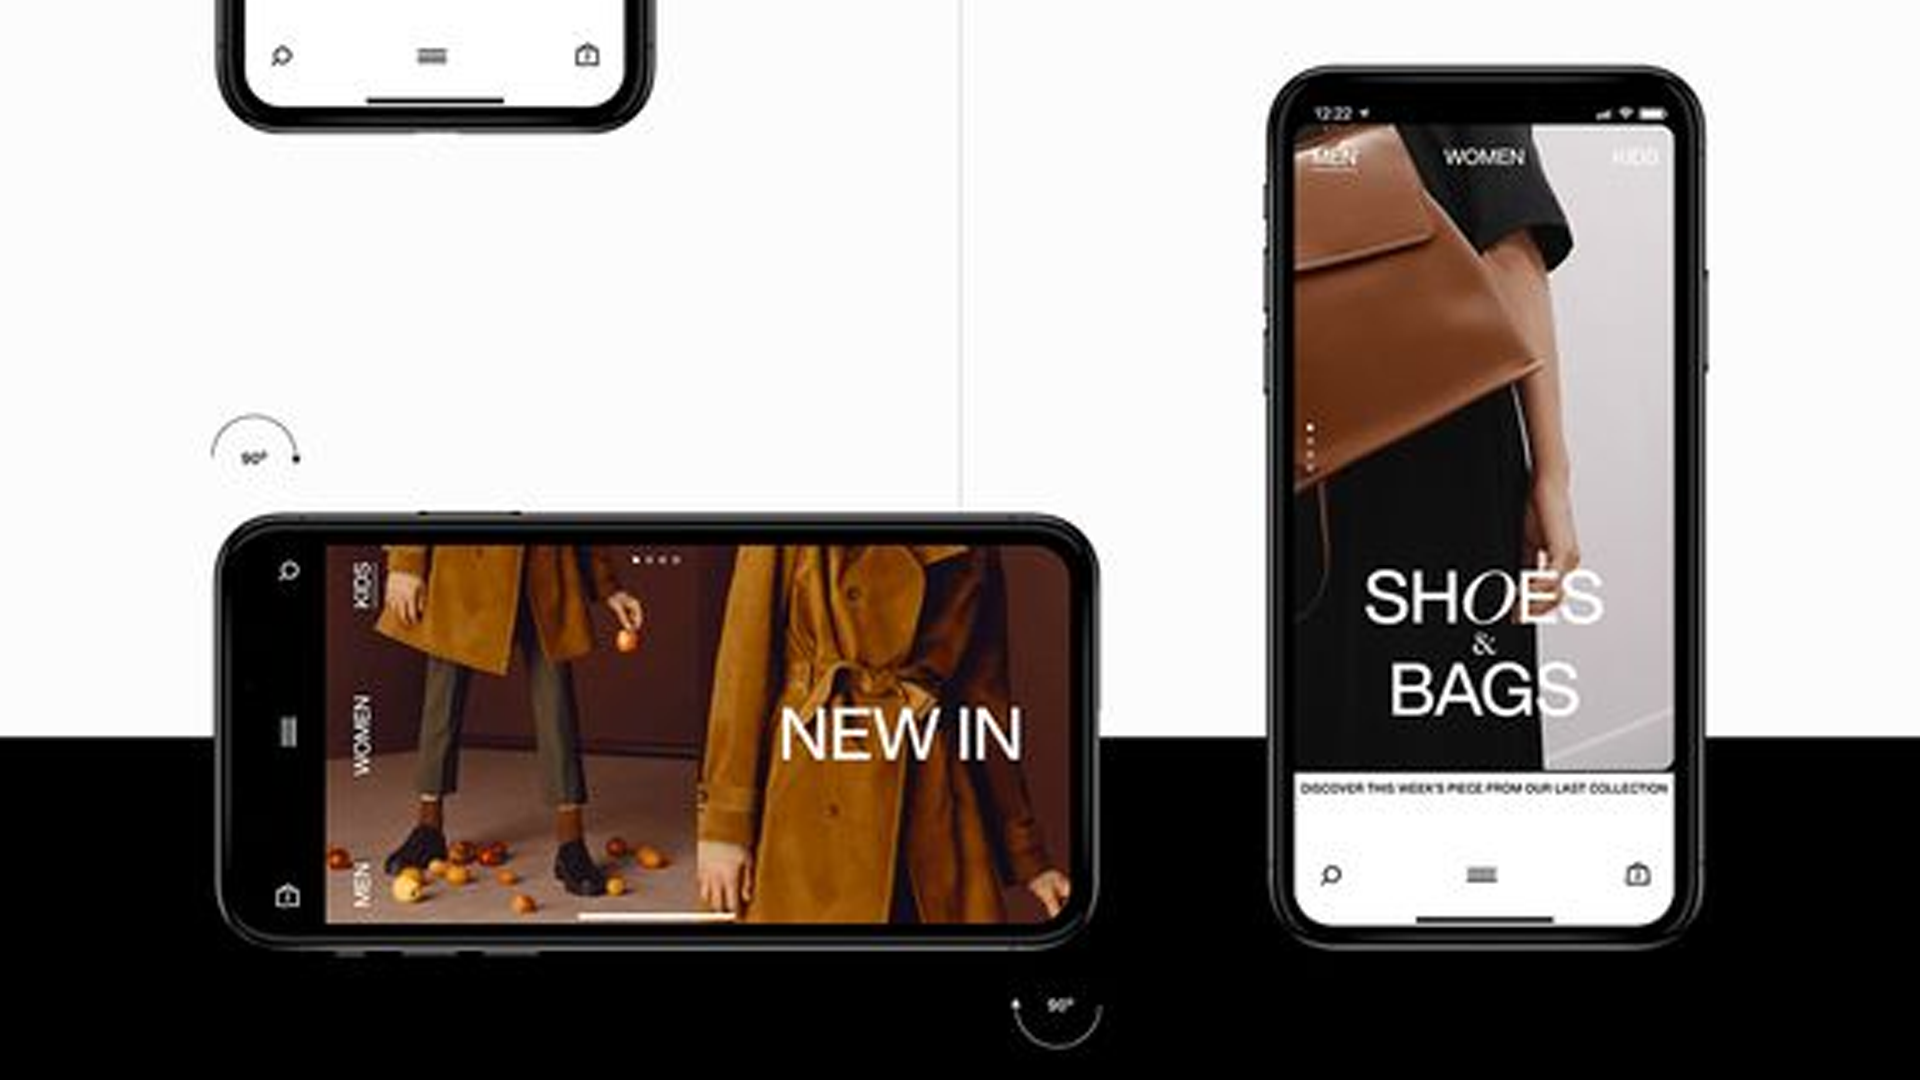 12:22
MEN WOMEN KIDS
90°
KIDS
WOMEN
MEN
NEW IN
SHOES
&
BAGS
DISCOVER THIS WEEK'S PIECE FROM OUR LAST COLLECTION
90°